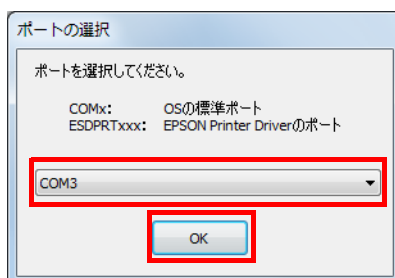 ポートの選択
ポートを選択してください。
COMx: OSの標準ポート
ESDPRTxxx: EPSON Printer Driverのポート
COM3
OK